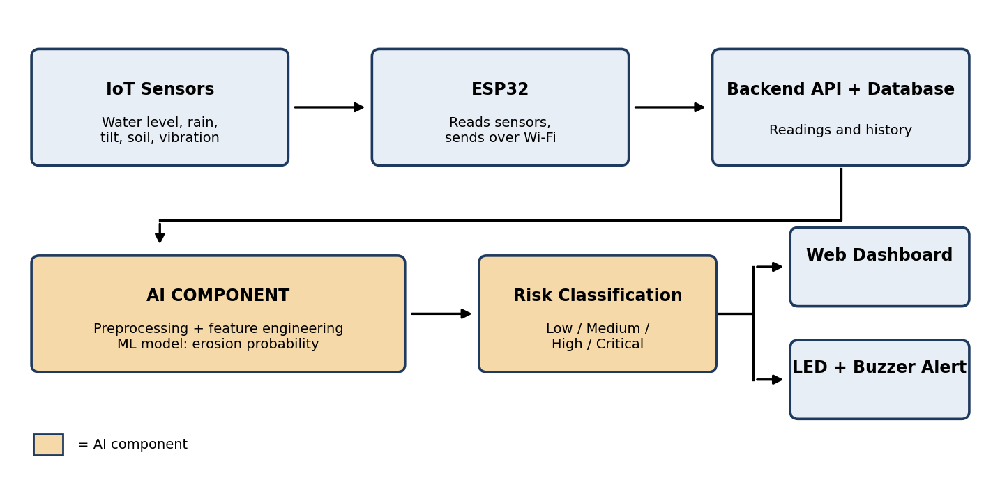 IoT Sensors
Water level, rain,
tilt, soil, vibration
ESP32
Reads sensors,
sends over Wi-Fi
Backend API + Database
Readings and history
AI COMPONENT
Preprocessing + feature engineering
ML model: erosion probability
Risk Classification
Low / Medium /
High / Critical
Web Dashboard
LED + Buzzer Alert
= AI component